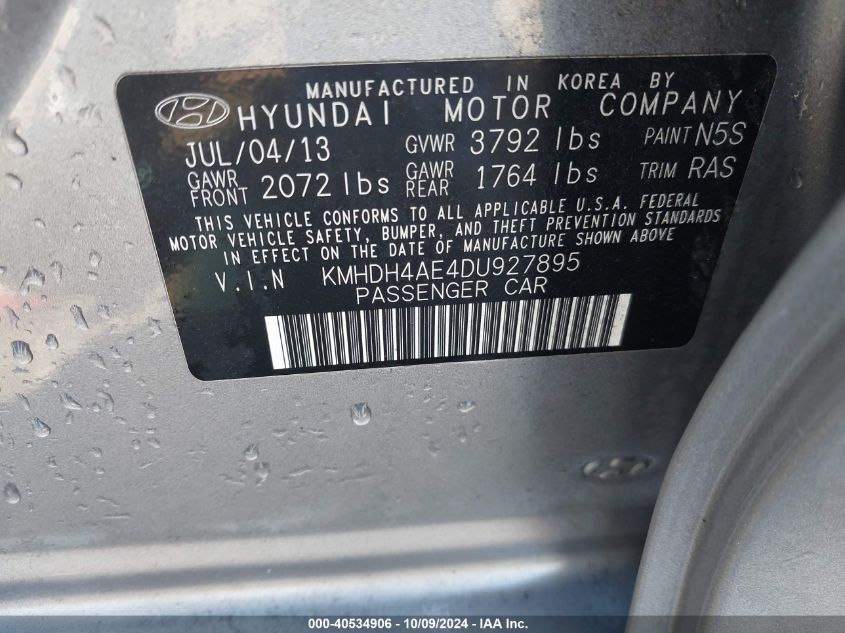 MANUFACTURED IN KOREA BY
HYUNDAI MOTOR COMPANY
JUL/04/13 GVWR 3792 lbs PAINT N5S
GAWR FRONT 2072 lbs GAWR REAR 1764 lbs TRIM RAS
THIS VEHICLE CONFORMS TO ALL APPLICABLE U.S.A. FEDERAL
MOTOR VEHICLE SAFETY, BUMPER, AND THEFT PREVENTION STANDARDS
IN EFFECT ON THE DATE OF MANUFACTURE SHOWN ABOVE
V.I.N KMHDH4AE4DU927895
PASSENGER CAR
000-40534906 - 10/09/2024 - IAA Inc.